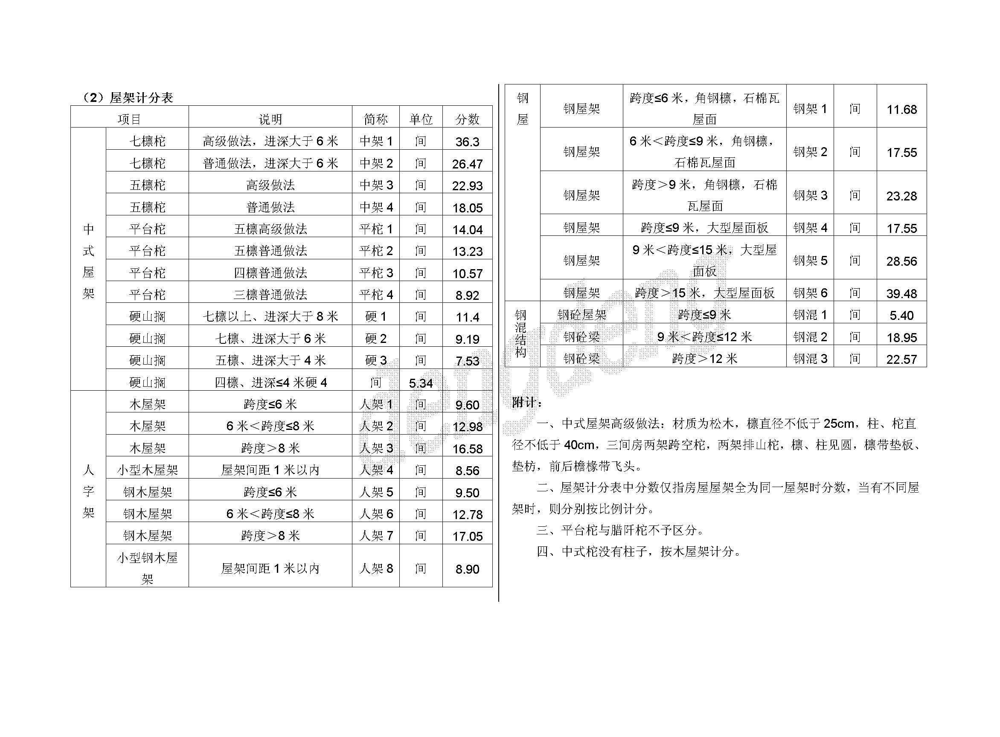 （2）屋架计分表
项目 说明 简称 单位 分数
中式屋架
七檩柁 高级做法，进深大于 6 米 中架 1 间 36.3
七檩柁 普通做法，进深大于 6 米 中架 2 间 26.47
五檩柁 高级做法 中架 3 间 22.93
五檩柁 普通做法 中架 4 间 18.05
平台柁 五檩高级做法 平柁 1 间 14.04
平台柁 五檩普通做法 平柁 2 间 13.23
平台柁 四檩普通做法 平柁 3 间 10.57
平台柁 三檩普通做法 平柁 4 间 8.92
硬山搁 七檩以上、进深大于 8 米 硬 1 间 11.4
硬山搁 七檩、进深大于 6 米 硬 2 间 9.19
硬山搁 五檩、进深大于 4 米 硬 3 间 7.53
硬山搁 四檩、进深≤4 米硬 4 间 5.34
人字架
木屋架 跨度≤6 米 人架 1 间 9.60
木屋架 6 米＜跨度≤8 米 人架 2 间 12.98
木屋架 跨度＞8 米 人架 3 间 16.58
小型木屋架 屋架间距 1 米以内 人架 4 间 8.56
钢木屋架 跨度≤6 米 人架 5 间 9.50
钢木屋架 6 米＜跨度≤8 米 人架 6 间 12.78
钢木屋架 跨度＞8 米 人架 7 间 17.05
小型钢木屋
架 屋架间距 1 米以内 人架 8 间 8.90
钢屋
钢屋架 跨度≤6 米，角钢檩，石棉瓦
屋面 钢架 1 间 11.68
钢屋架 6 米＜跨度≤9 米，角钢檩，
石棉瓦屋面 钢架 2 间 17.55
钢屋架 跨度＞9 米，角钢檩，石棉
瓦屋面 钢架 3 间 23.28
钢屋架 跨度≤9 米，大型屋面板 钢架 4 间 17.55
钢屋架 9 米＜跨度≤15 米，大型屋
面板 钢架 5 间 28.56
钢屋架 跨度＞15 米，大型屋面板 钢架 6 间 39.48
钢混结构
钢砼屋架 跨度≤9 米 钢混 1 间 5.40
钢砼梁 9 米＜跨度≤12 米 钢混 2 间 18.95
钢砼梁 跨度＞12 米 钢混 3 间 22.57
附计：
一、中式屋架高级做法：材质为松木，檩直径不低于 25cm，柱、柁直
径不低于 40cm，三间房两架跨空柁，两架排山柁，檩、柱见圆，檩带垫板、
垫枋，前后檐椽带飞头。
二、屋架计分表中分数仅指房屋屋架全为同一屋架时分数，当有不同屋
架时，则分别按比例计分。
三、平台柁与腊阡柁不予区分。
四、中式柁没有柱子，按木屋架计分。